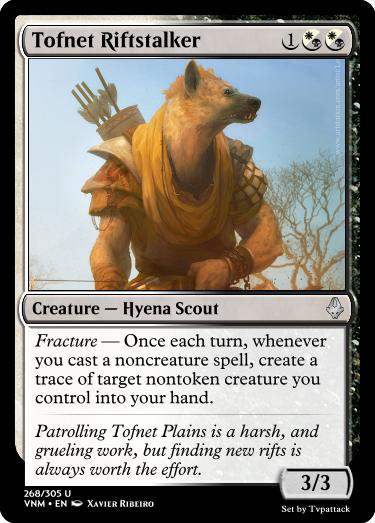 Tofnet Riftstalker 1
Creature — Hyena Scout
Fracture — Once each turn, whenever
you cast a noncreature spell, create a
trace of target nontoken creature you
control into your hand.
Patrolling Tofnet Plains is a harsh, and
grueling work, but finding new rifts is
always worth the effort.
3/3
268/305 U
VNM • EN Xavier Ribeiro
Set by Tvpattack